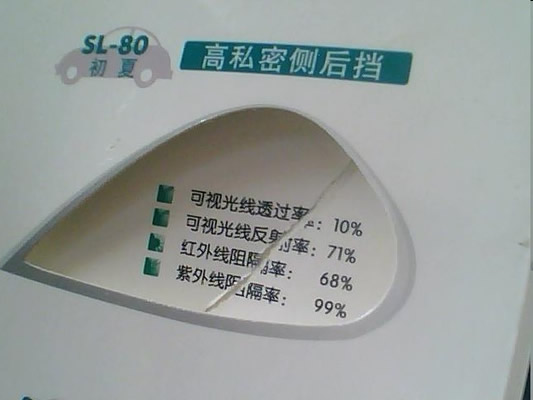 SL-80
初夏
高私密侧后挡
可视光线透过率：10%
可视光线反射率：71%
红外线阻隔率：68%
紫外线阻隔率：99%